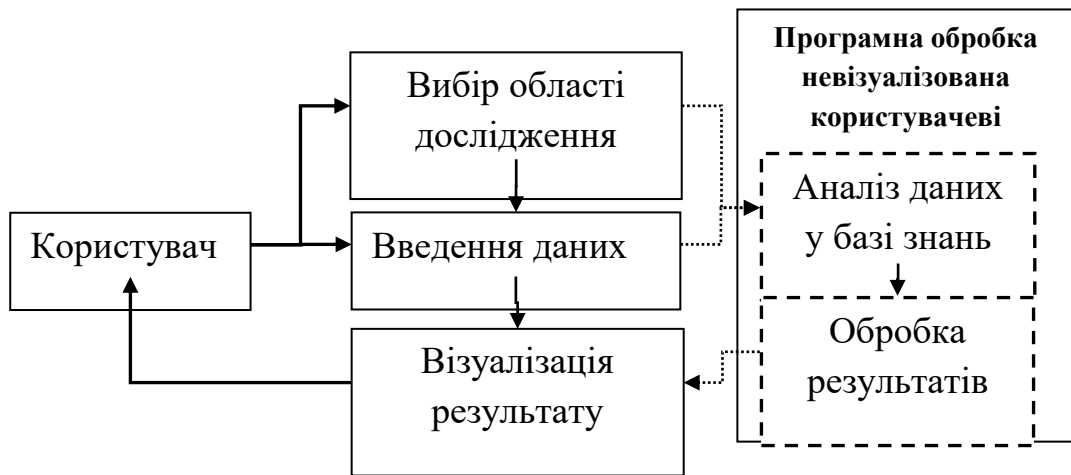 Програмна обробка
невізуалізована
користувачеві
Вибір області
дослідження
Аналіз даних
у базі знань
Користувач
Введення даних
Обробка
результатів
Візуалізація
результату